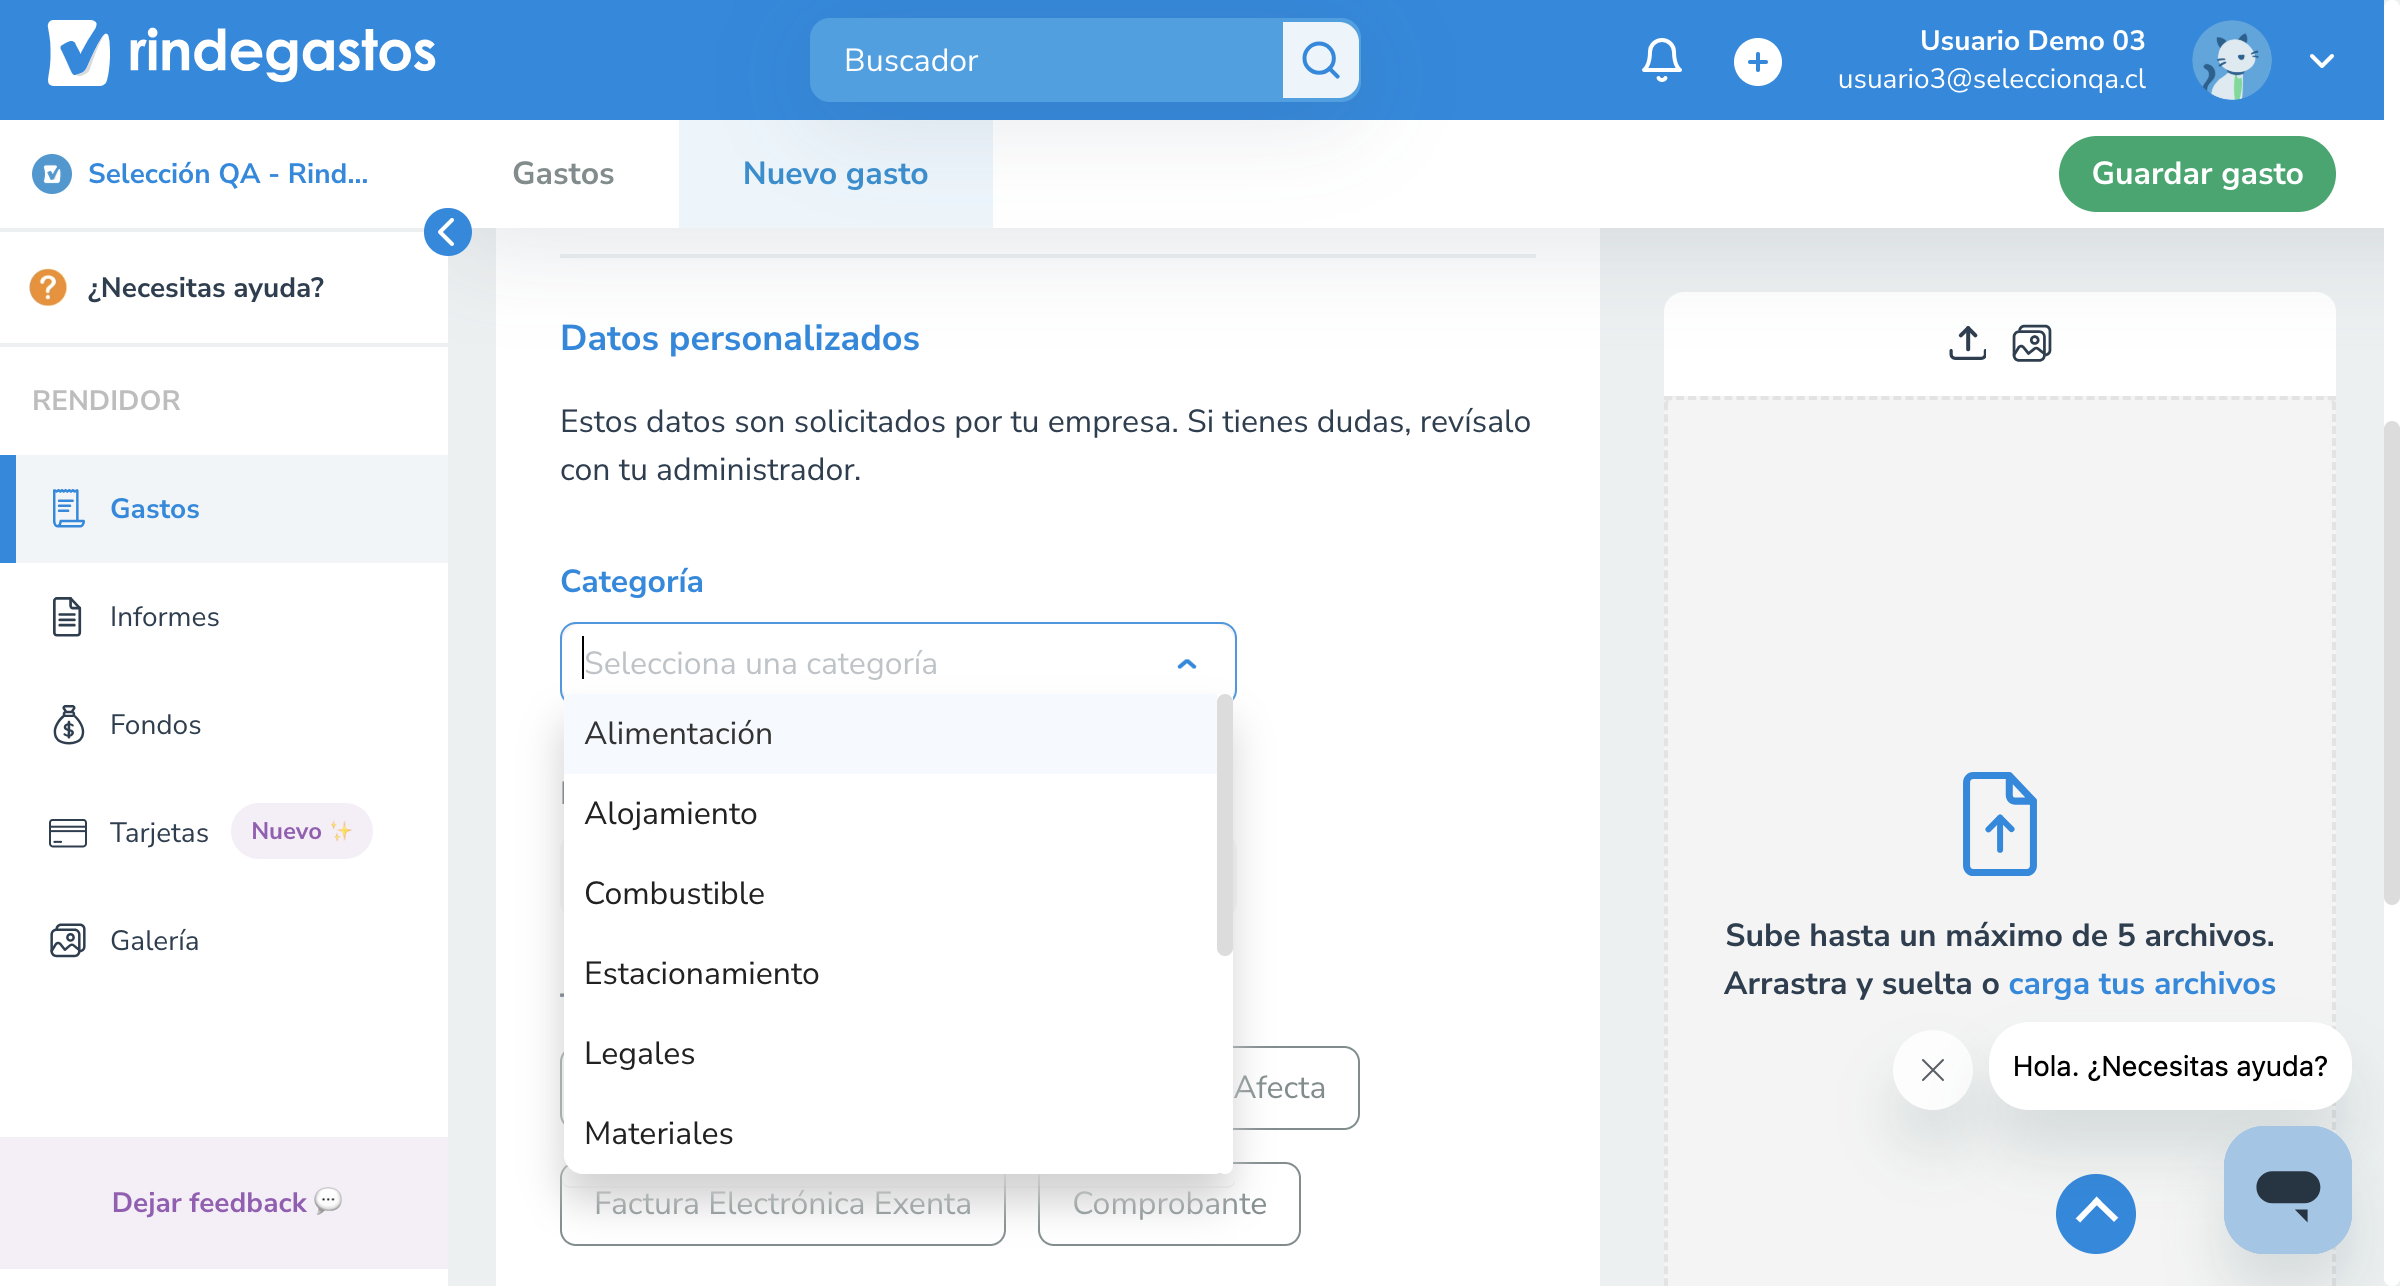 rindegastos
Buscador
Usuario Demo 03
usuario3@seleccionqa.cl
Selección QA - Rind...
Gastos
Nuevo gasto
Guardar gasto
¿Necesitas ayuda?
RENDIDOR
Gastos
Informes
Fondos
Tarjetas
Nuevo ✨
Galería
Dejar feedback 💬
Datos personalizados
Estos datos son solicitados por tu empresa. Si tienes dudas, revísalo
con tu administrador.
Categoría
Selecciona una categoría
Alimentación
Alojamiento
Combustible
Estacionamiento
Legales
Materiales
Afecta
Factura Electrónica Exenta
Comprobante
Sube hasta un máximo de 5 archivos.
Arrastra y suelta o carga tus archivos
Hola. ¿Necesitas ayuda?